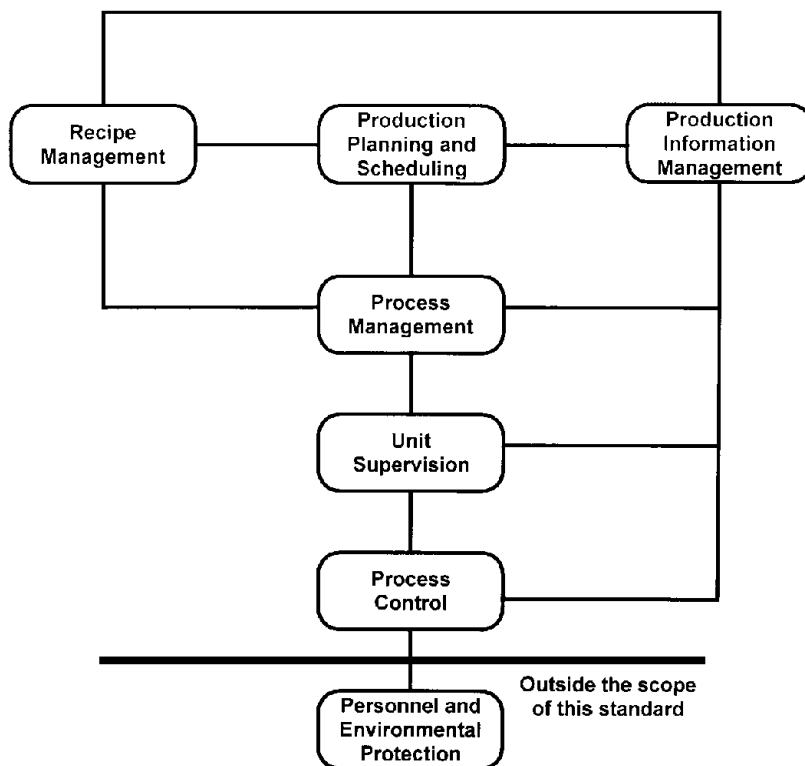 Recipe
Management
Production
Planning and
Scheduling
Production
Information
Management
Process
Management
Unit
Supervision
Process
Control
Outside the scope
of this standard
Personnel and
Environmental
Protection